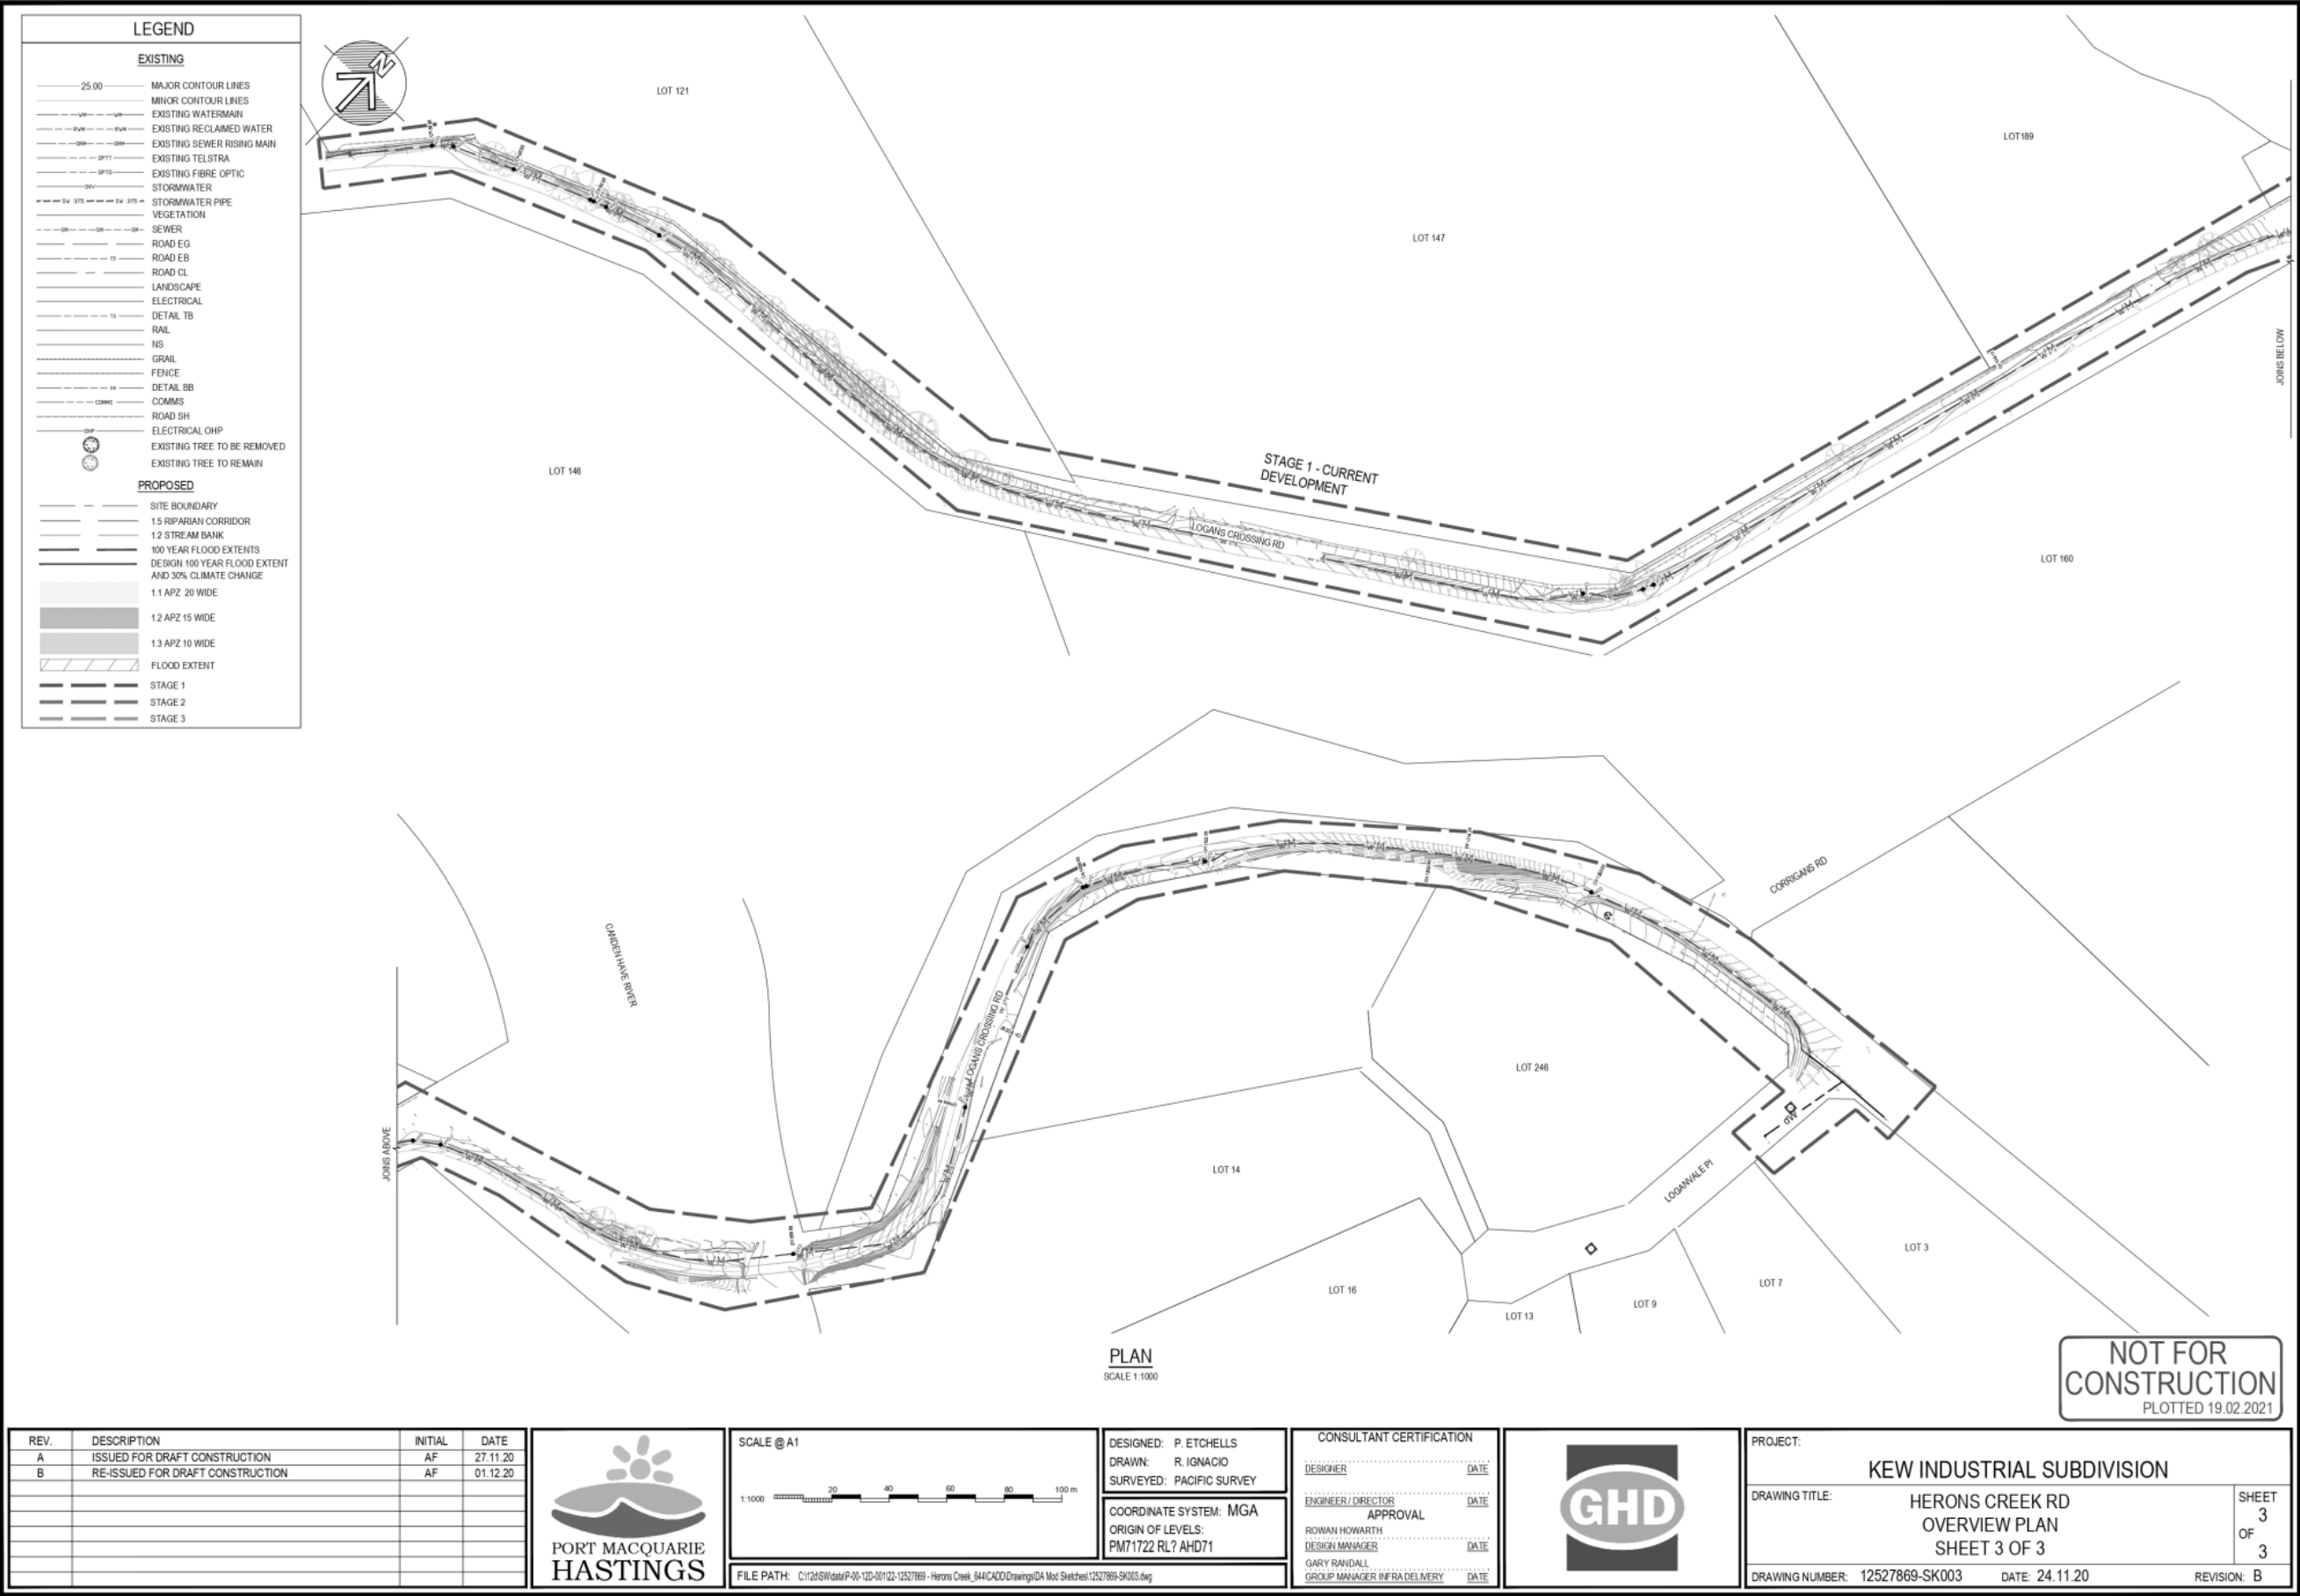 LEGEND
EXISTING
25.00 MAJOR CONTOUR LINES
MINOR CONTOUR LINES
WM WM EXISTING WATERMAIN
RWM RWM EXISTING RECLAIMED WATER
SRM SRM EXISTING SEWER RISING MAIN
EXISTING TELSTRA
EXISTING FIBRE OPTIC
STORMWATER
SW 375 SW 375 STORMWATER PIPE
VEGETATION
SEWER
ROAD EG
ROAD EB
ROAD CL
LANDSCAPE
ELECTRICAL
DETAIL TB
RAIL
NS
GRAIL
FENCE
DETAIL BB
COMMS COMMS
ROAD SH
ELECTRICAL OHP
EXISTING TREE TO BE REMOVED
EXISTING TREE TO REMAIN
PROPOSED
SITE BOUNDARY
1.5 RIPARIAN CORRIDOR
1.2 STREAM BANK
100 YEAR FLOOD EXTENTS
DESIGN 100 YEAR FLOOD EXTENT
AND 30% CLIMATE CHANGE
1.1 APZ 20 WIDE
1.2 APZ 15 WIDE
1.3 APZ 10 WIDE
FLOOD EXTENT
STAGE 1
STAGE 2
STAGE 3
N
LOT 121
LOT189
LOT 147
LOT 146
LOT 160
STAGE 1 - CURRENT
DEVELOPMENT
LOGANS CROSSING RD
JOINS BELOW
JOINS ABOVE
CANDEN HAVE RIVER
LOGANS CROSSING RD
CORRIGANS RD
LOT 246
LOT 14
LOGANVALE Pl
LOT 16
LOT 13
LOT 9
LOT 7
LOT 3
PLAN
SCALE 1:1000
NOT FOR
CONSTRUCTION
PLOTTED 19.02.2021
REV. DESCRIPTION INITIAL DATE
A ISSUED FOR DRAFT CONSTRUCTION AF 27.11.20
B RE-ISSUED FOR DRAFT CONSTRUCTION AF 01.12.20
PORT MACQUARIE
HASTINGS
SCALE @ A1
1:1000 20 40 60 80 100 m
FILE PATH:
DESIGNED: P. ETCHELLS
DRAWN: R. IGNACIO
SURVEYED: PACIFIC SURVEY
COORDINATE SYSTEM: MGA
ORIGIN OF LEVELS:
PM71722 RL? AHD71
CONSULTANT CERTIFICATION
DESIGNER DATE
ENGINEER / DIRECTOR DATE
APPROVAL
ROWAN HOWARTH
DESIGN MANAGER DATE
GARY RANDALL
GROUP MANAGER INFRA DELIVERY DATE
GHD
PROJECT:
KEW INDUSTRIAL SUBDIVISION
DRAWING TITLE:
HERONS CREEK RD
OVERVIEW PLAN
SHEET 3 OF 3
SHEET
3
OF
3
DRAWING NUMBER: 12527869-SK003 DATE: 24.11.20 REVISION: B